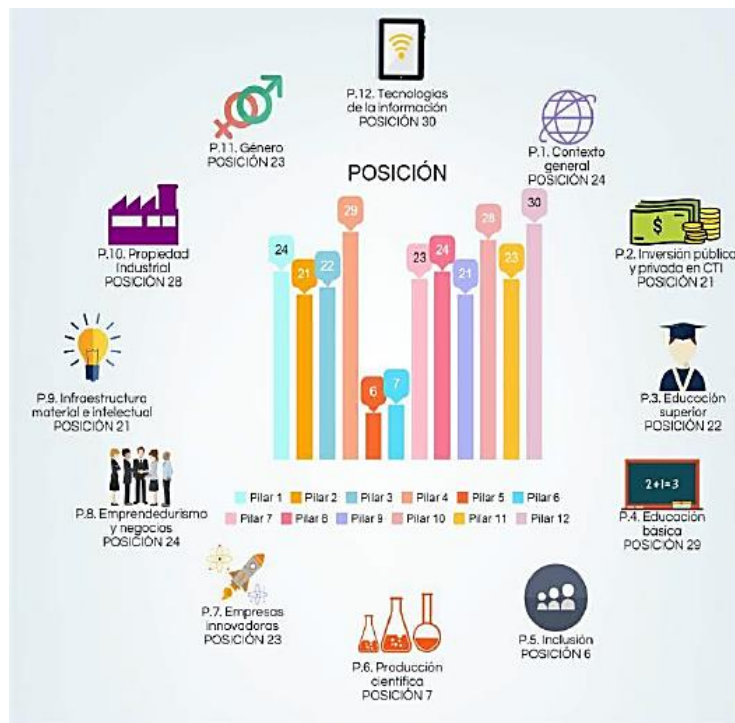 P.12. Tecnologías
de la información
POSICIÓN 30
P.11. Género
POSICIÓN 23
P.1. Contexto
general
POSICIÓN 24
POSICIÓN
P.10. Propiedad
Industrial
POSICIÓN 28
$
P.2. Inversión pública
y privada en CTI
POSICIÓN 21
24
21
22
29
6
7
23
24
21
28
23
30
P.9. Infraestructura
material e intelectual
POSICIÓN 21
P.3. Educación
superior
POSICIÓN 22
P.8. Emprendedurismo
y negocios
POSICIÓN 24
2+1=3
P.4. Educación
básica
POSICIÓN 29
Pilar 1 Pilar 2 Pilar 3 Pilar 4 Pilar 5 Pilar 6
Pilar 7 Pilar 8 Pilar 9 Pilar 10 Pilar 11 Pilar 12
P.7. Empresas
innovadoras
POSICIÓN 23
P.6. Producción
científica
POSICIÓN 7
P.5. Inclusión
POSICIÓN 6